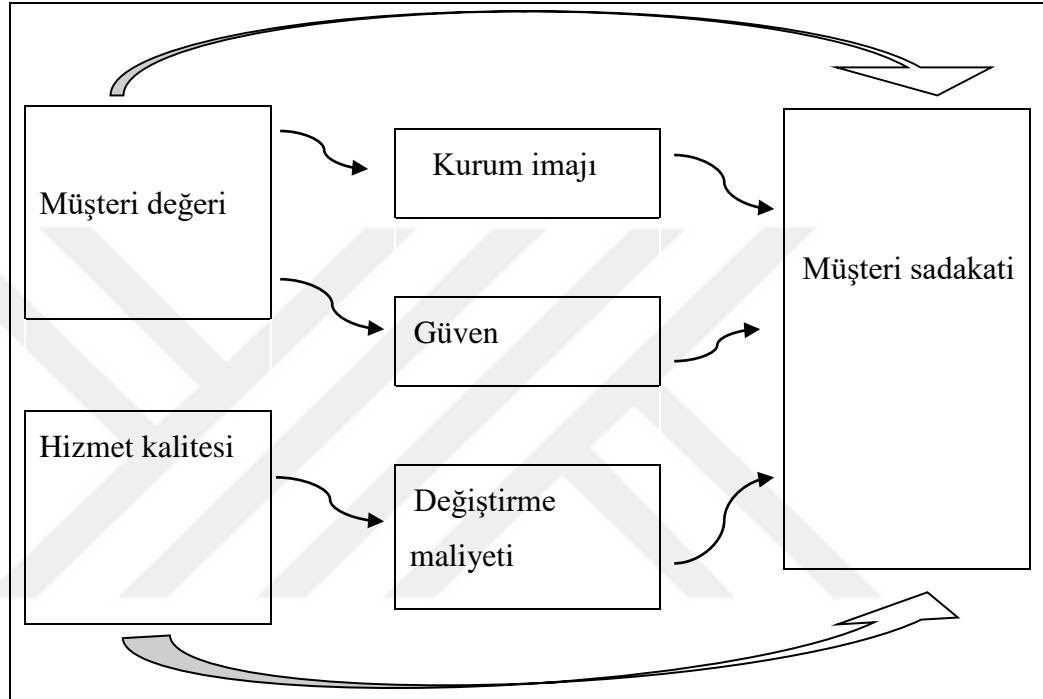 Müşteri değeri
Kurum imajı
Müşteri sadakati
Güven
Hizmet kalitesi
Değiştirme
maliyeti